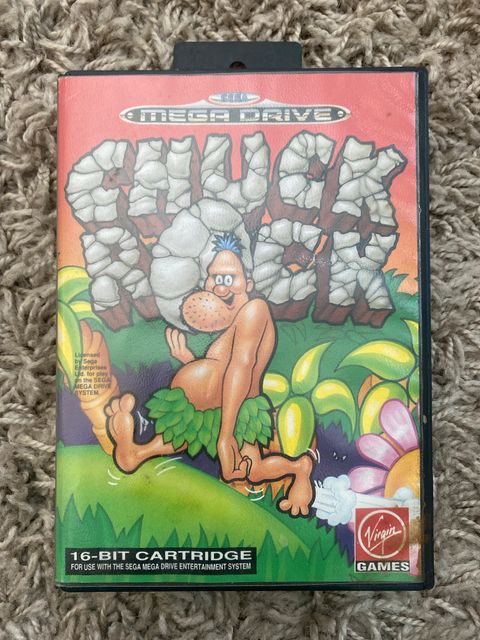 SEGA
MEGA DRIVE
CHUCK
ROCK
Licensed
by Sega
Enterprises
Ltd. for play
on the SEGA
MEGA DRIVE
SYSTEM.
16-BIT CARTRIDGE
FOR USE WITH THE SEGA MEGA DRIVE ENTERTAINMENT SYSTEM
Virgin
GAMES